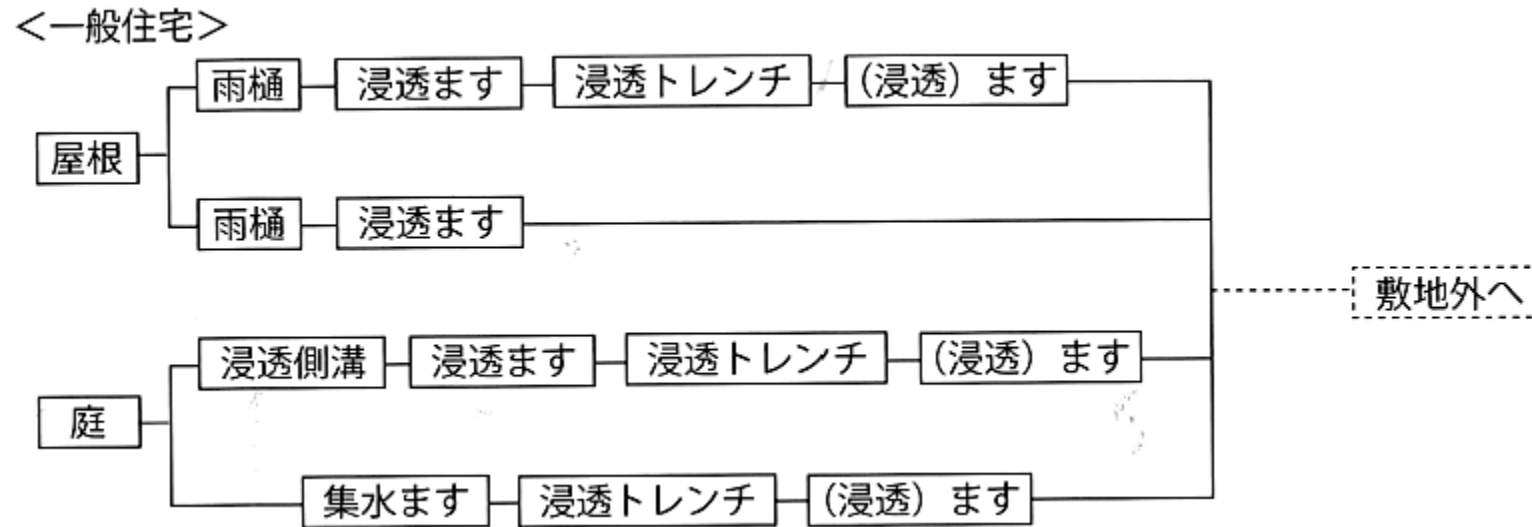 ＜一般住宅＞
雨樋 浸透ます 浸透トレンチ (浸透）ます
屋根
雨樋 浸透ます
敷地外へ
浸透側溝 浸透ます 浸透トレンチ (浸透）ます
庭
集水ます 浸透トレンチ (浸透）ます